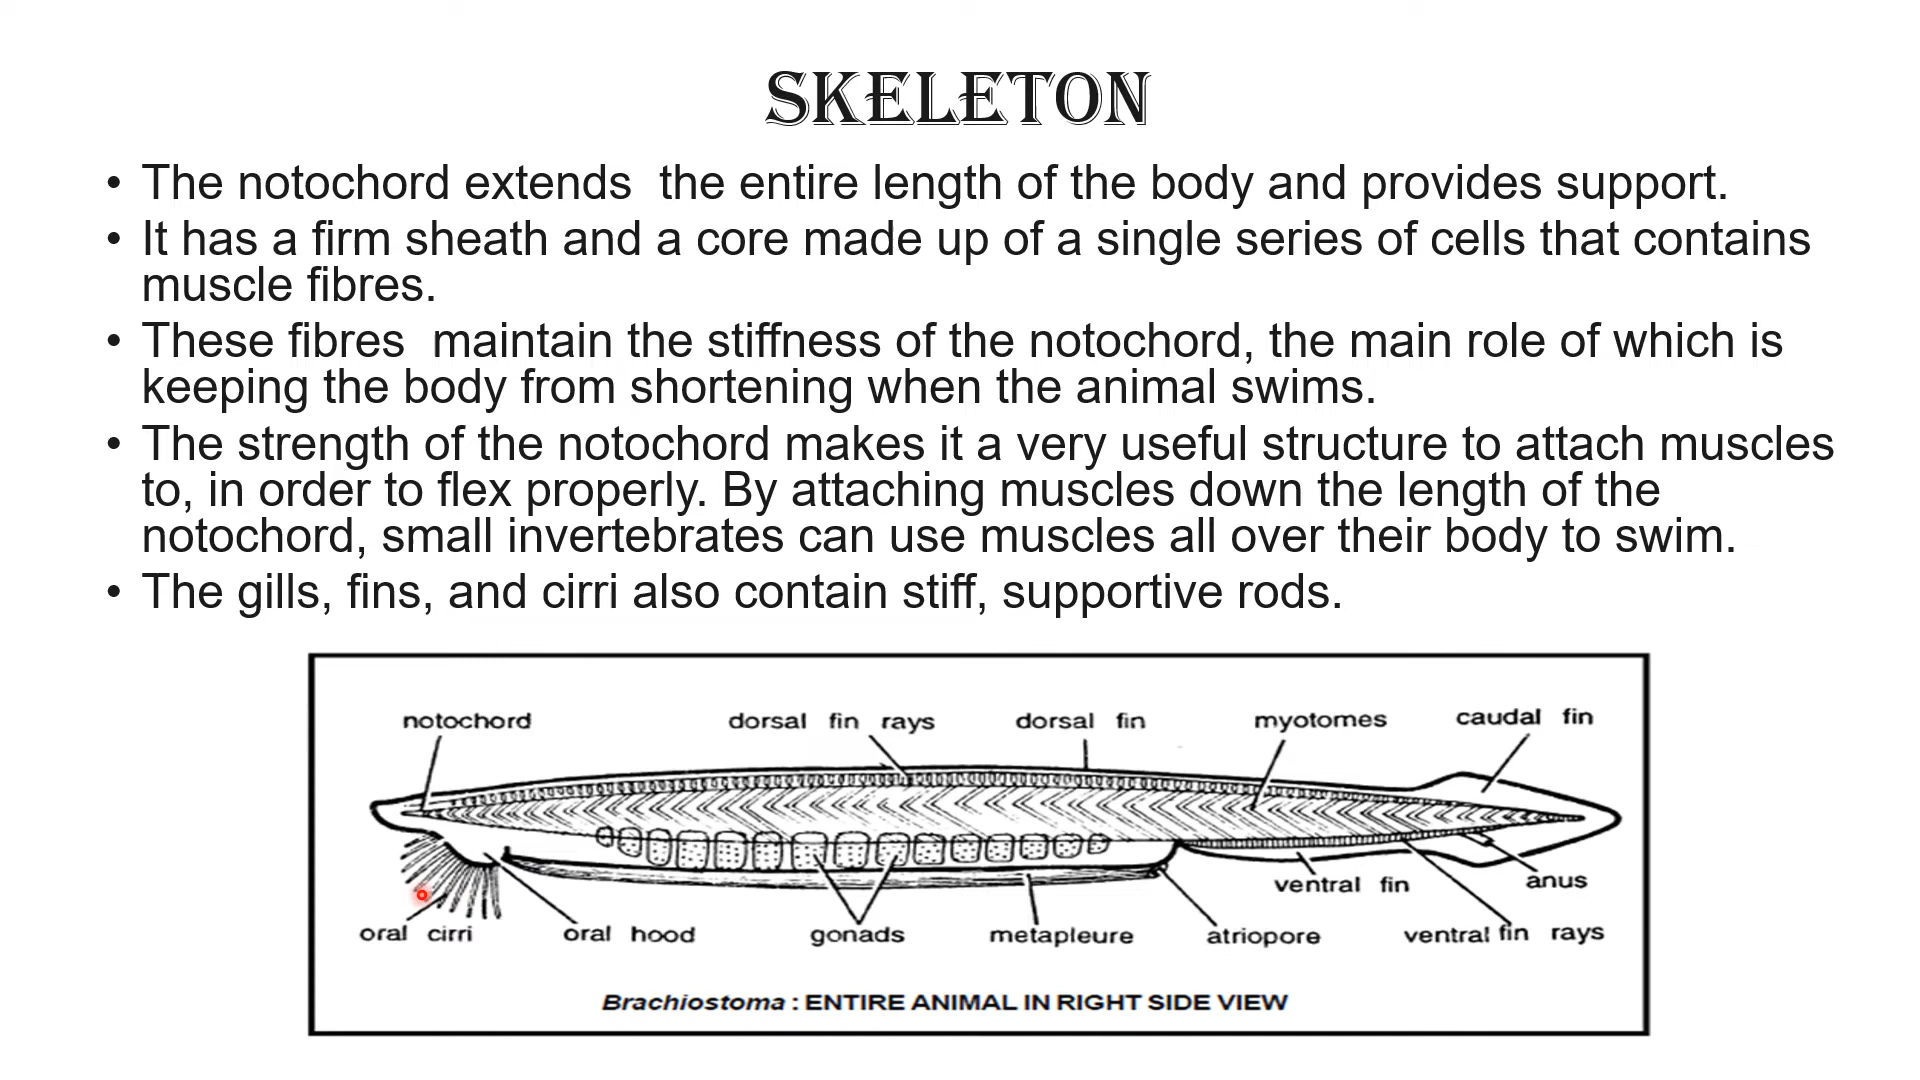 SKELETON
• The notochord extends  the entire length of the body and provides support.
• It has a firm sheath and a core made up of a single series of cells that contains
muscle fibres.
• These fibres  maintain the stiffness of the notochord, the main role of which is
keeping the body from shortening when the animal swims.
• The strength of the notochord makes it a very useful structure to attach muscles
to, in order to flex properly. By attaching muscles down the length of the
notochord, small invertebrates can use muscles all over their body to swim.
• The gills, fins, and cirri also contain stiff, supportive rods.
notochord dorsal fin rays dorsal fin myotomes caudal fin
ventral fin anus
oral cirri oral hood gonads metapleure atriopore ventral fin rays
Brachiostoma : ENTIRE ANIMAL IN RIGHT SIDE VIEW